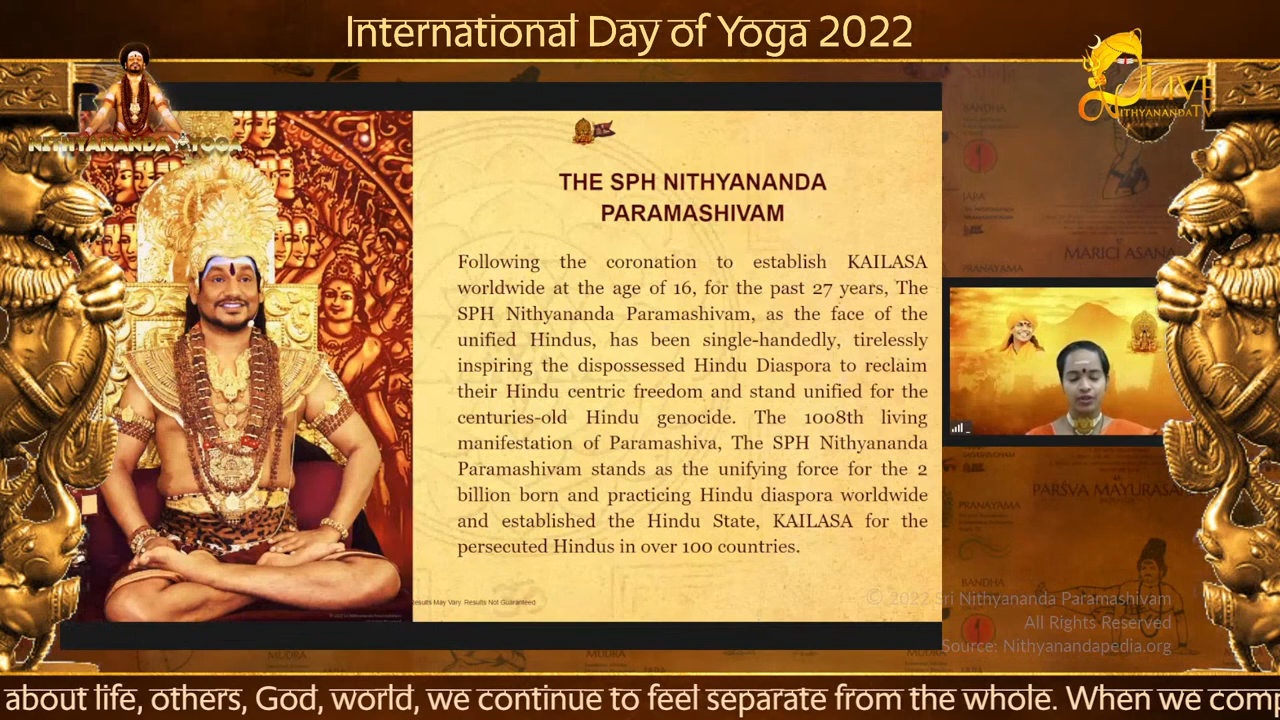 International Day of Yoga 2022
NITHYANANDA YOGA
LIVE
NITHYANANDA TV
THE SPH NITHYANANDA
PARAMASHIVAM
Following the coronation to establish KAILASA
worldwide at the age of 16, for the past 27 years, The
SPH Nithyananda Paramashivam, as the face of the
unified Hindus, has been single-handedly, tirelessly
inspiring the dispossessed Hindu Diaspora to reclaim
their Hindu centric freedom and stand unified for the
centuries-old Hindu genocide. The 1008th living
manifestation of Paramashiva, The SPH Nithyananda
Paramashivam stands as the unifying force for the 2
billion born and practicing Hindu diaspora worldwide
and established the Hindu State, KAILASA for the
persecuted Hindus in over 100 countries.
Results May Vary. Results Not Guaranteed
BANDHA
JAPA
MARICI ASANA
PRANAYAMA
PRANAYAMA
BANDHA
MUDRA
MUDRA
MUDRA
© 2022 Sri Nithyananda Paramashivam
All Rights Reserved
Source: Nithyanandapedia.org
about life, others, God, world, we continue to feel separate from the whole. When we comp